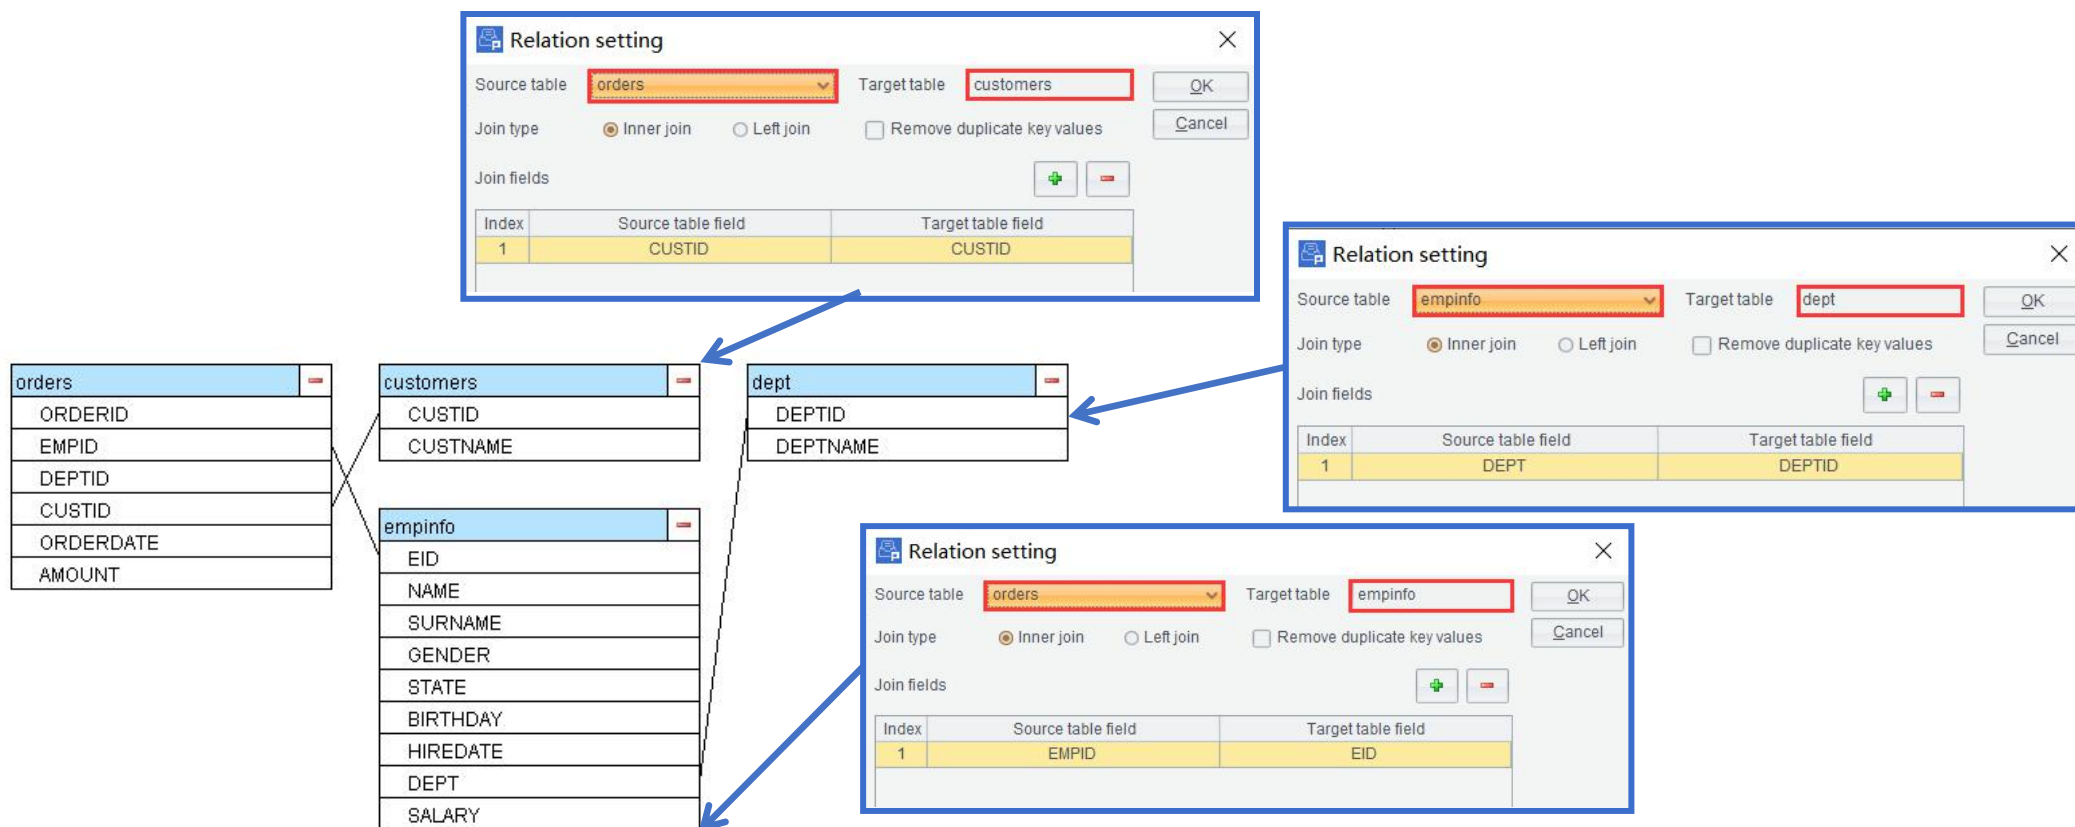 Relation setting
Source table orders Target table customers OK
Join type Inner join Left join Remove duplicate key values Cancel
Join fields
Index Source table field Target table field
1 CUSTID CUSTID
Relation setting
Source table empinfo Target table dept OK
Join type Inner join Left join Remove duplicate key values Cancel
Join fields
Index Source table field Target table field
1 DEPT DEPTID
orders
ORDERID
EMPID
DEPTID
CUSTID
ORDERDATE
AMOUNT
customers
CUSTID
CUSTNAME
dept
DEPTID
DEPTNAME
empinfo
EID
NAME
SURNAME
GENDER
STATE
BIRTHDAY
HIREDATE
DEPT
SALARY
Relation setting
Source table orders Target table empinfo OK
Join type Inner join Left join Remove duplicate key values Cancel
Join fields
Index Source table field Target table field
1 EMPID EID